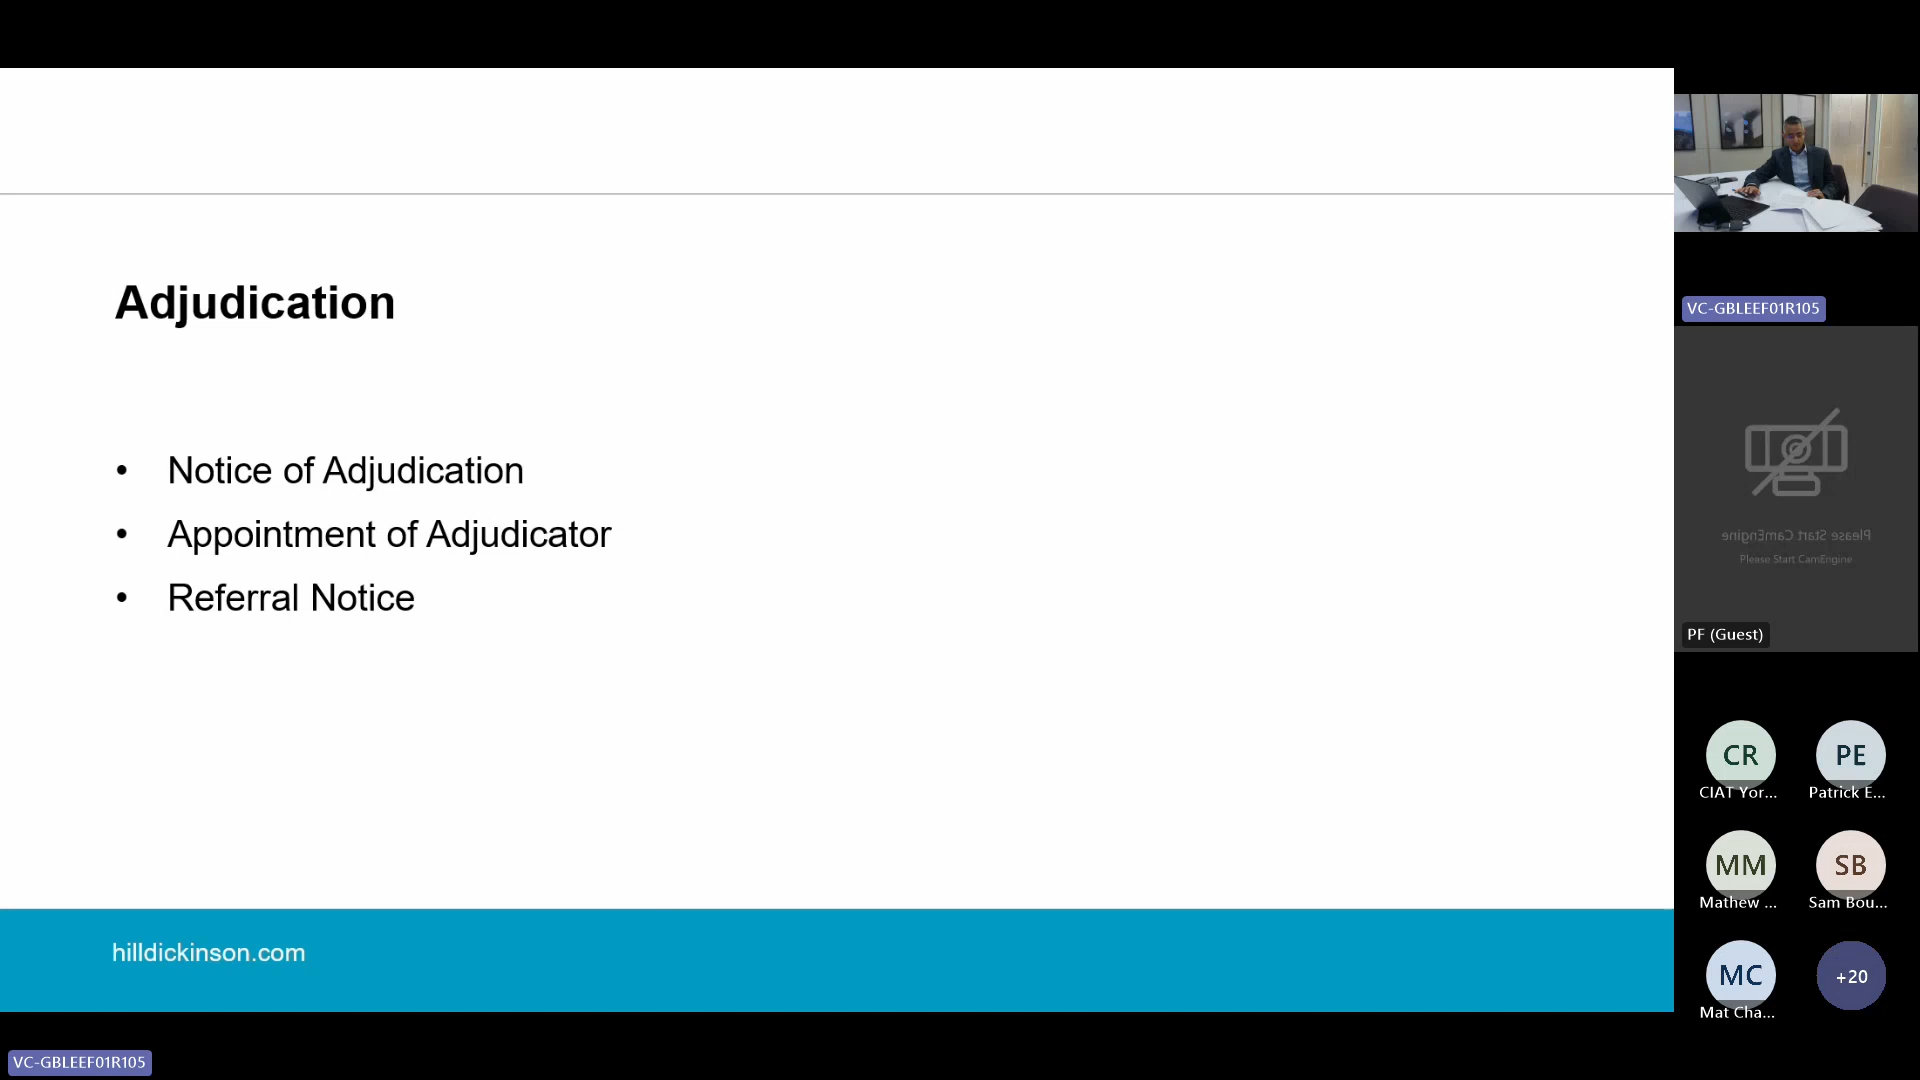 Adjudication
• Notice of Adjudication
• Appointment of Adjudicator
• Referral Notice
hilldickinson.com
VC-GBLEEF01R105
VC-GBLEEF01R105
Please Start CamEngine
Please Start CamEngine
PF (Guest)
CR
CIAT Yor...
PE
Patrick E...
MM
Mathew ...
SB
Sam Bou...
MC
Mat Cha...
+20